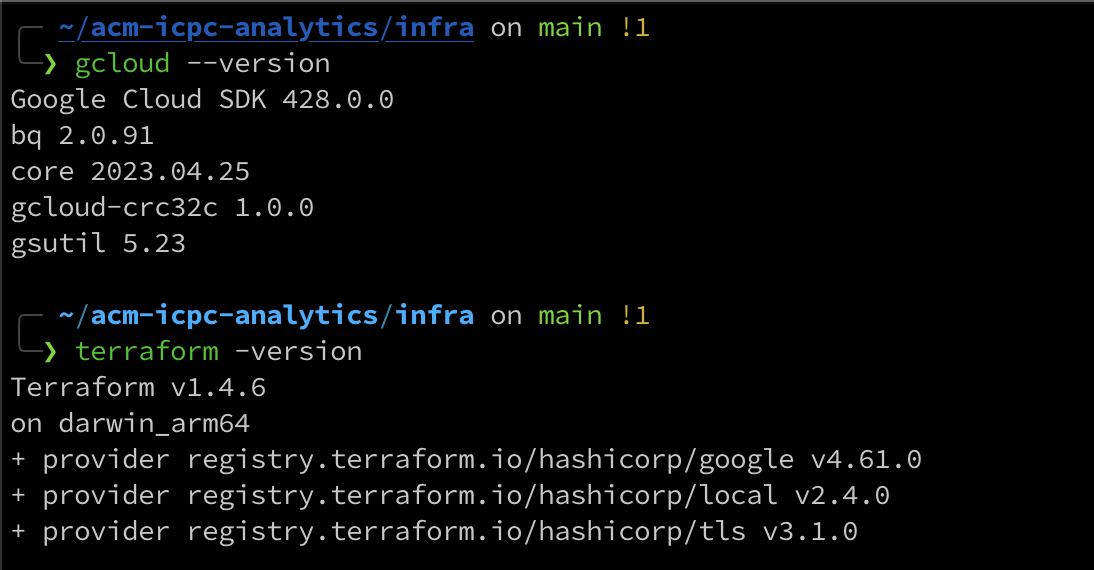 ~/acm-icpc-analytics/infra on main !1
❯ gcloud --version
Google Cloud SDK 428.0.0
bq 2.0.91
core 2023.04.25
gcloud-crc32c 1.0.0
gsutil 5.23
~/acm-icpc-analytics/infra on main !1
❯ terraform -version
Terraform v1.4.6
on darwin_arm64
+ provider registry.terraform.io/hashicorp/google v4.61.0
+ provider registry.terraform.io/hashicorp/local v2.4.0
+ provider registry.terraform.io/hashicorp/tls v3.1.0